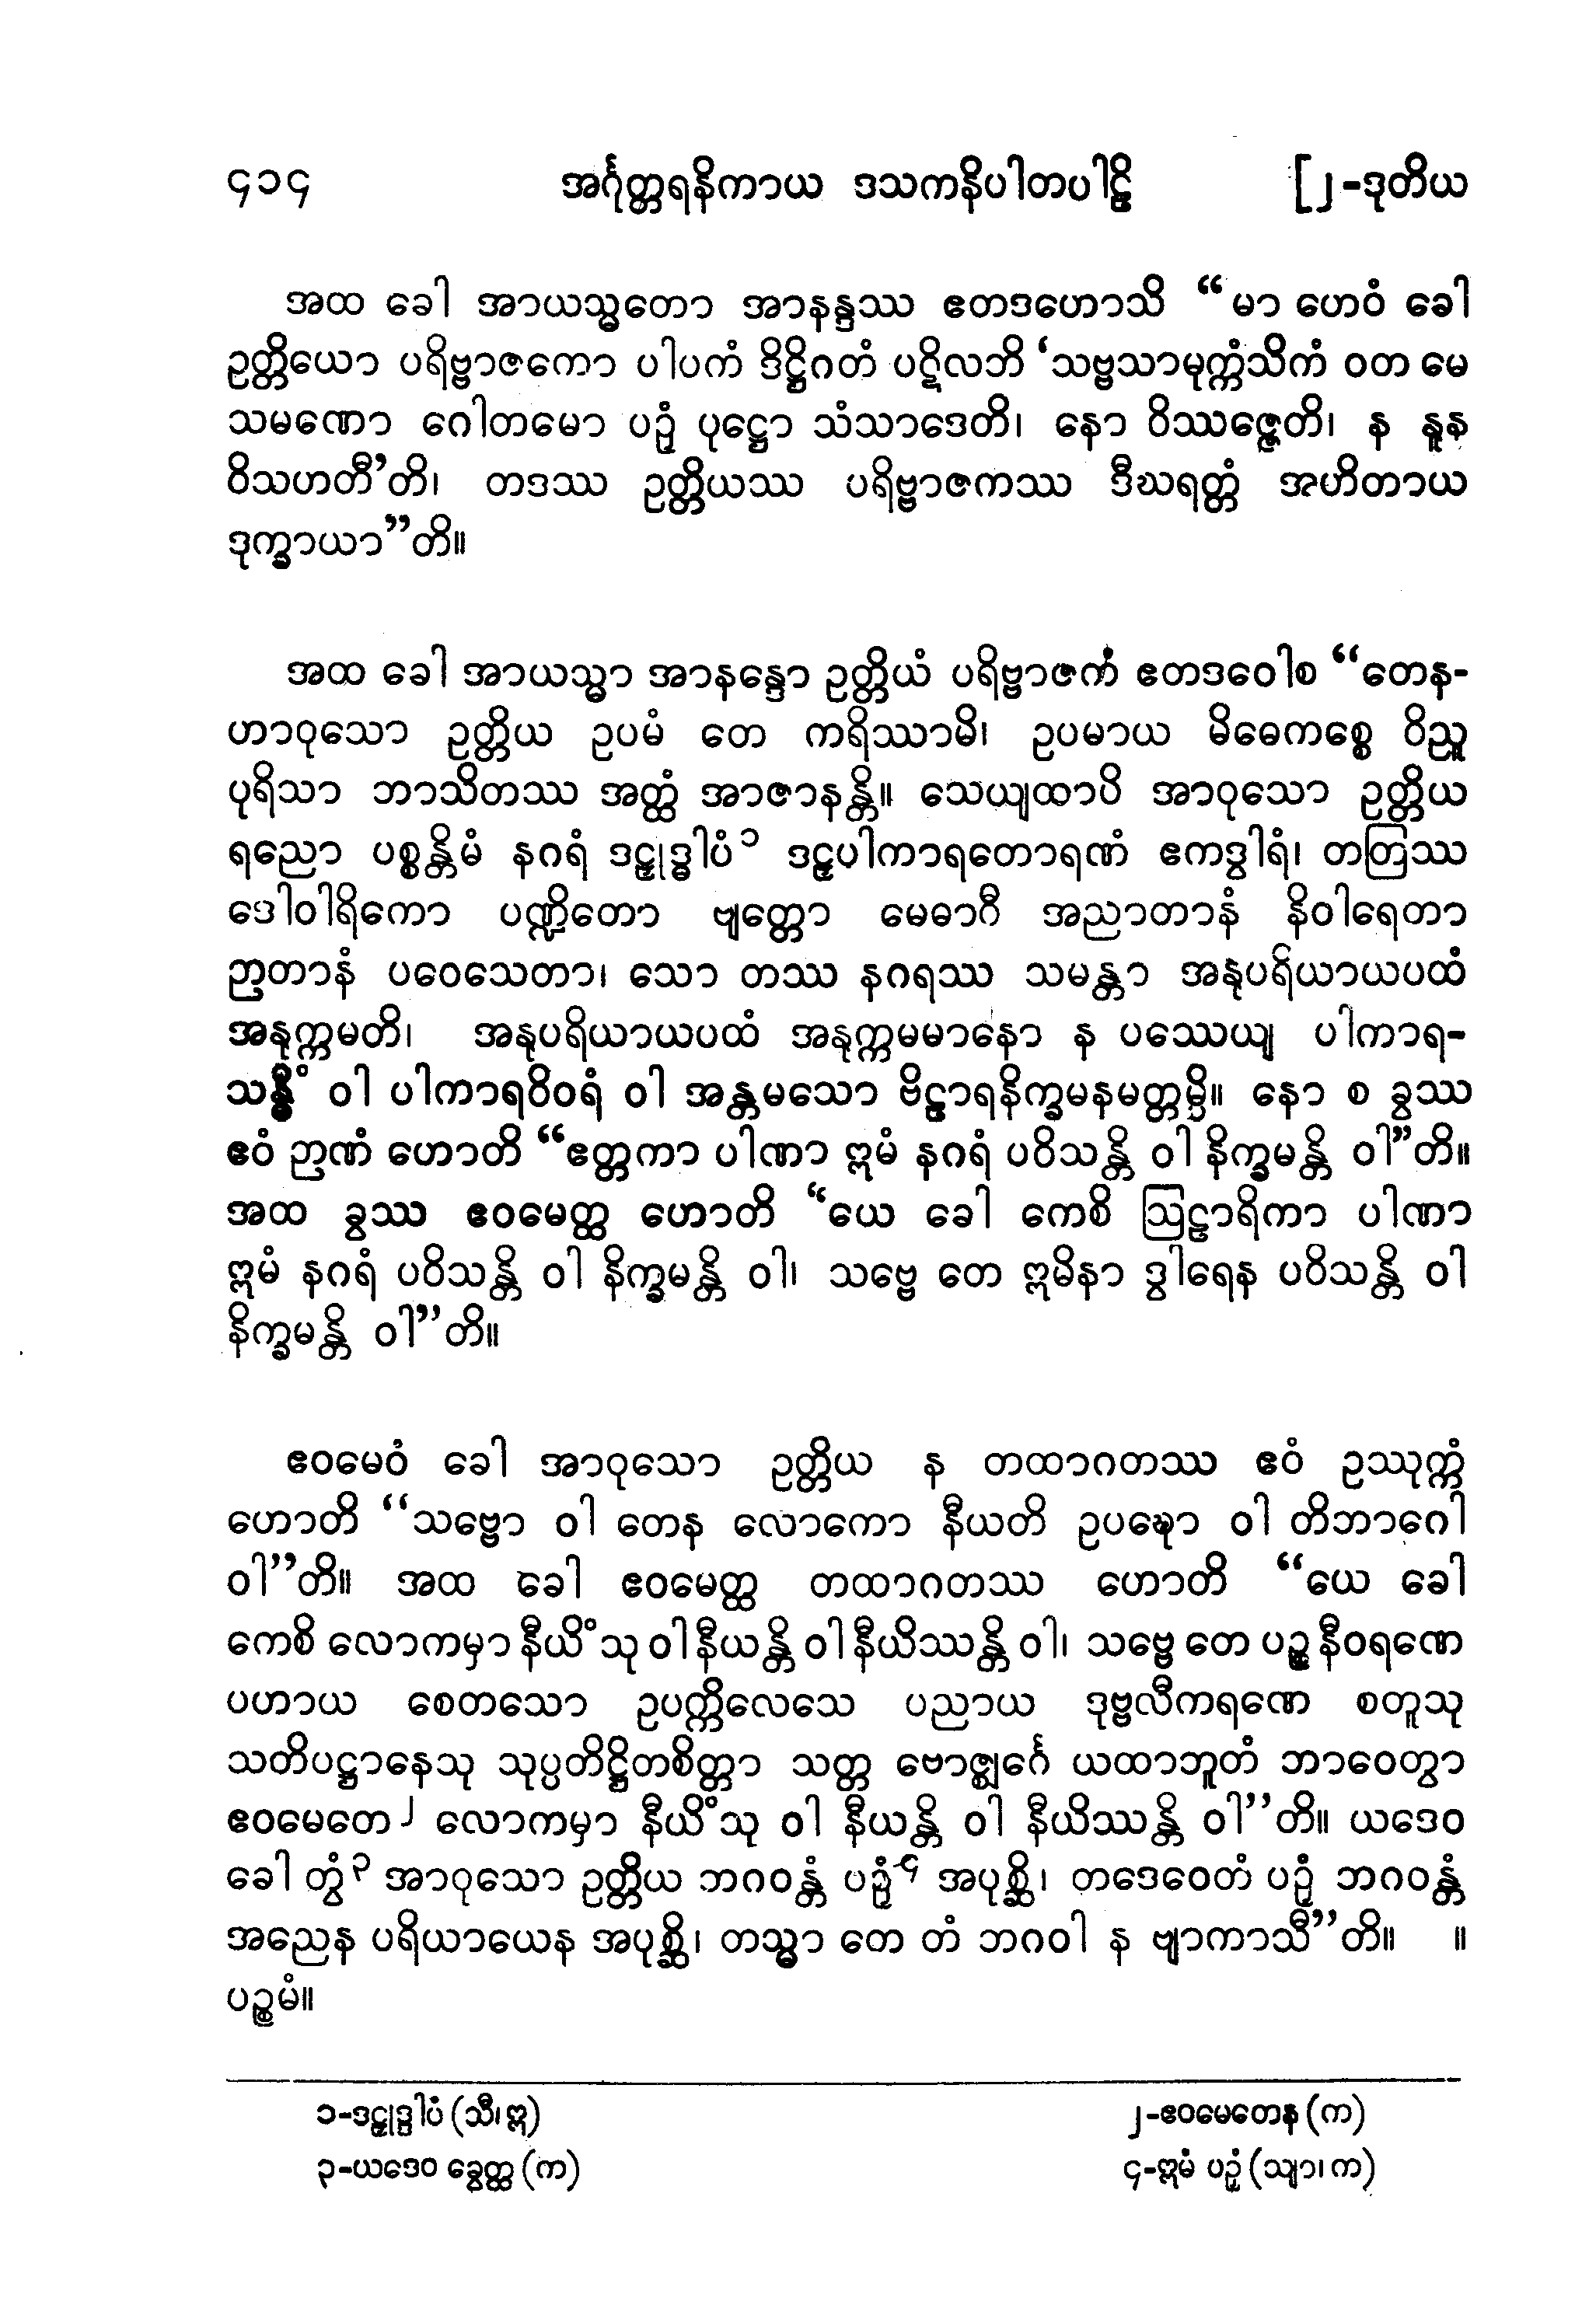 ၄၁၄ အင်္ဂုတ္တရနိကာယ ဒသကနိပါတပါဠိ [၂-ဒုတိယ
အထ ခေါ အာယသ္မတော အာနန္ဒဿ ဧတဒဟောသိ “မာ ဟေဝံ ခေါ
ဥတ္တိယော ပရိဗ္ဗာဇကော ပါပကံ ဒိဋ္ဌိဂတံ ပဋိလဘိ ‘သဗ္ဗသာမုက္ကံသိကံ ဝတ မေ
သမဏော ဂေါတမော ပဉှံ ပုဋ္ဌော သံသာဒေတိ၊ နော ဝိဿဇ္ဇေတိ၊ န နူန
ဝိသဟတီ’တိ၊ တဒဿ ဥတ္တိယဿ ပရိဗ္ဗာဇကဿ ဒီဃရတ္တံ အဟိတာယ
ဒုက္ခာယာ”တိ။
အထ ခေါ အာယသ္မာ အာနန္ဒော ဥတ္တိယံ ပရိဗ္ဗာဇကံ ဧတဒဝေါစ “တေန-
ဟာဝုသော ဥတ္တိယ ဥပမံ တေ ကရိဿာမိ၊ ဥပမာယ မိဓေကစ္စေ ဝိညူ
ပုရိသာ ဘာသိတဿ အတ္ထံ အာဇာနန္တိ။ သေယျထာပိ အာဝုသော ဥတ္တိယ
ရညော ပစ္စန္တိမံ နဂရံ ဒဠှုဒ္ဓါပံ၁ ဒဠှပါကာရတောရဏံ ဧကဒွါရံ၊ တတြဿ
ဒေါဝါရိကော ပဏ္ဍိတော ဗျတ္တော မေဓာဝီ အညာတာနံ နိဝါရေတာ
ဉာတာနံ ပဝေသေတာ၊ သော တဿ နဂရဿ သမန္တာ အနုပရိယာယပထံ
အနုက္ကမတိ၊ အနုပရိယာယပထံ အနုက္ကမမာနော န ပဿေယျ ပါကာရ-
သန္ဓိံ ဝါ ပါကာရဝိဝရံ ဝါ အန္တမသော ဗိဠာရနိက္ခမနမတ္တမ္ပိ။ နော စ ခွဿ
ဧဝံ ဉာဏံ ဟောတိ “ဧတ္တကာ ပါဏာ ဣမံ နဂရံ ပဝိသန္တိ ဝါ နိက္ခမန္တိ ဝါ”တိ။
အထ ခွဿ ဧဝမေတ္ထ ဟောတိ “ယေ ခေါ ကေစိ ဩဠာရိကာ ပါဏာ
ဣမံ နဂရံ ပဝိသန္တိ ဝါ နိက္ခမန္တိ ဝါ၊ သဗ္ဗေ တေ ဣမိနာ ဒွါရေန ပဝိသန္တိ ဝါ
နိက္ခမန္တိ ဝါ”တိ။
ဧဝမေဝံ ခေါ အာဝုသော ဥတ္တိယ န တထာဂတဿ ဧဝံ ဥဿုက္ကံ
ဟောတိ “သဗ္ဗော ဝါ တေန လောကော နီယတိ ဥပဍ္ဎော ဝါ တိဘာဂေါ
ဝါ”တိ။ အထ ခေါ ဧဝမေတ္ထ တထာဂတဿ ဟောတိ “ယေ ခေါ
ကေစိ လောကမှာ နီယိံသု ဝါ နီယန္တိ ဝါ နီယိဿန္တိ ဝါ၊ သဗ္ဗေ တေ ပဉ္စ နီဝရဏေ
ပဟာယ စေတသော ဥပက္ကိလေသေ ပညာယ ဒုဗ္ဗလီကရဏေ စတူသု
သတိပဋ္ဌာနေသု သုပ္ပတိဋ္ဌိတစိတ္တာ သတ္တ ဗောဇ္ဈင်္ဂေ ယထာဘူတံ ဘာဝေတွာ
ဧဝမေတေ၂ လောကမှာ နီယိံသု ဝါ နီယန္တိ ဝါ နီယိဿန္တိ ဝါ”တိ။ ယဒေဝ
ခေါ တွံ၃ အာဝုသော ဥတ္တိယ ဘဂဝန္တံ ပဉှံ၄ အပုစ္ဆိ၊ တဒေဝေတံ ပဉှံ ဘဂဝန္တံ
အညေန ပရိယာယေန အပုစ္ဆိ၊ တသ္မာ တေ တံ ဘဂဝါ န ဗျာကာသီ”တိ။ ။
ပဉ္စမံ။
၁-ဒဠှုဒ္ဒါပံ (သီ၊ ဣ) ၂-ဧဝမေတေန (က)
၃-ယဒေဝ ခွေတ္ထ (က) ၄-ဣမံ ပဉှံ (သျာ၊ က)